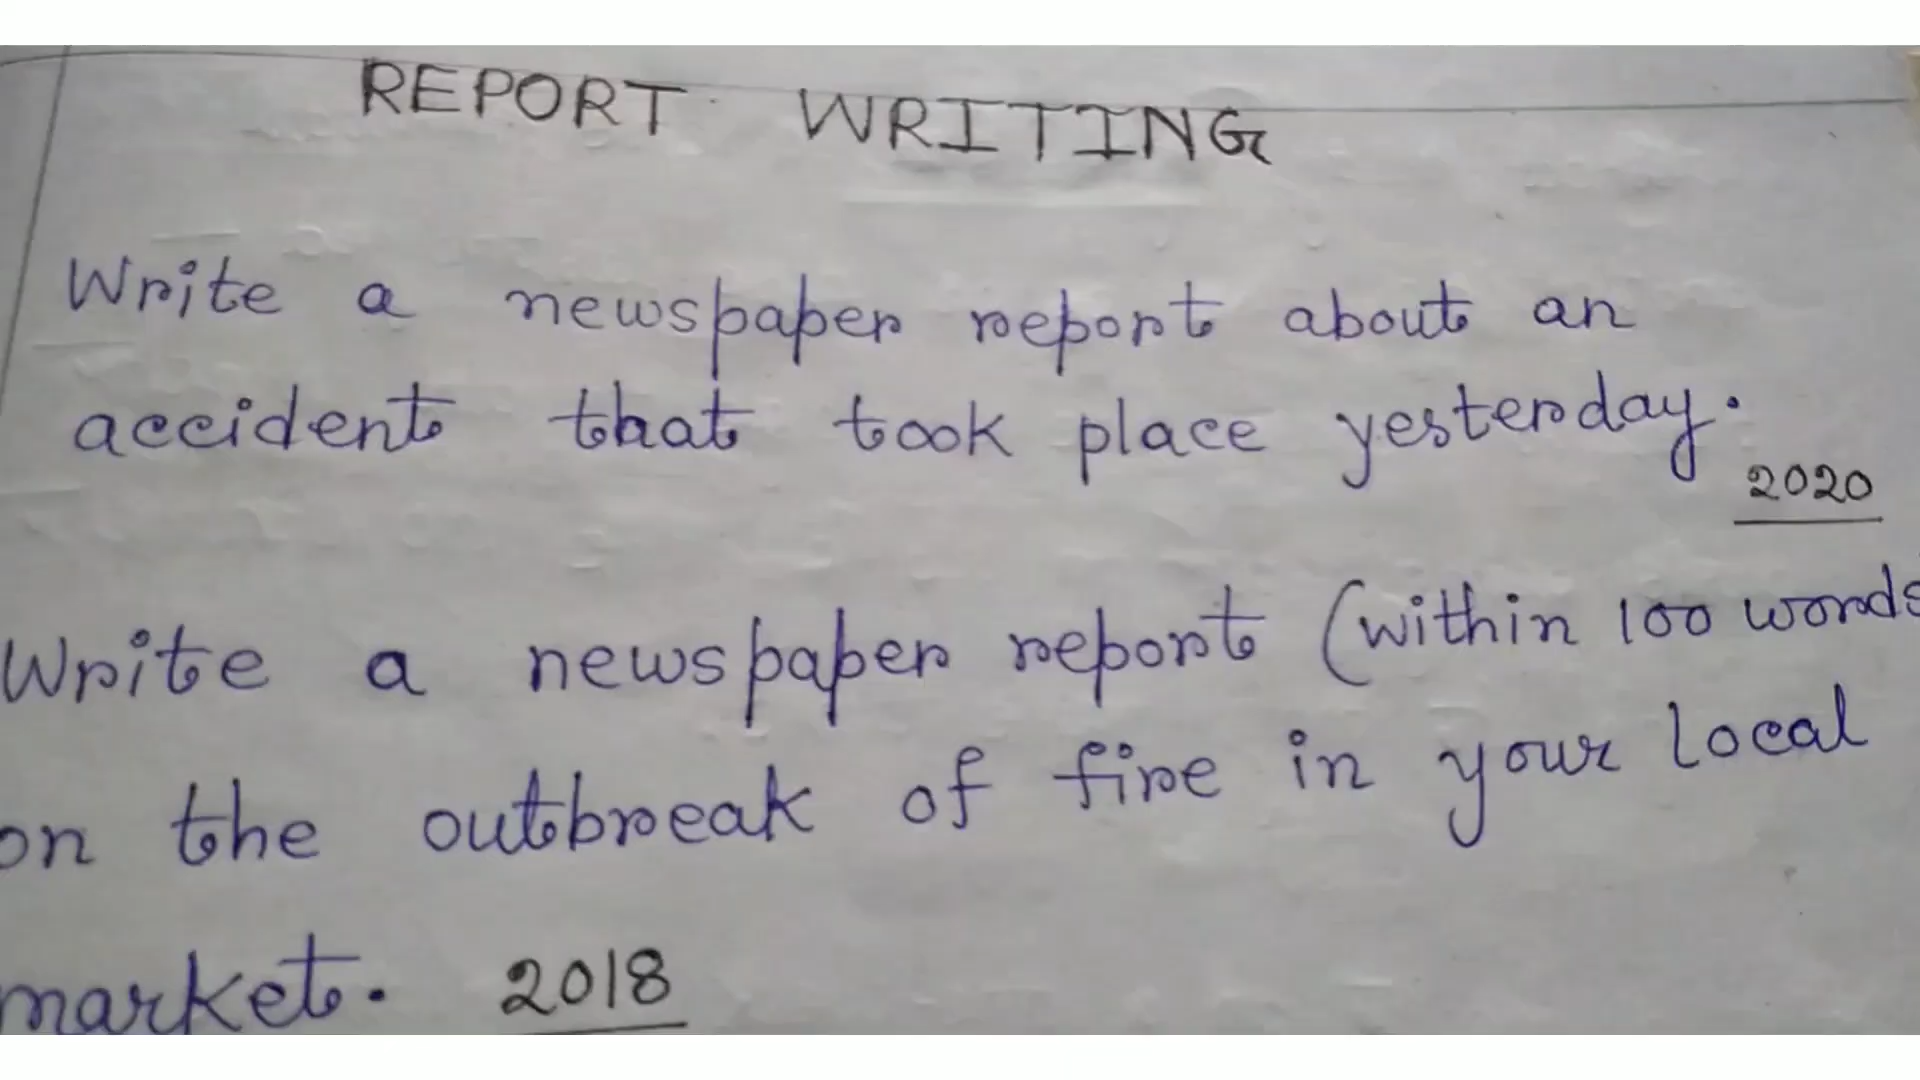 REPORT WRITING
Write a newspaper report about an
accident that took place yesterday.
2020
Write a newspaper report (within 100 words
on the outbreak of fire in your local
market. 2018